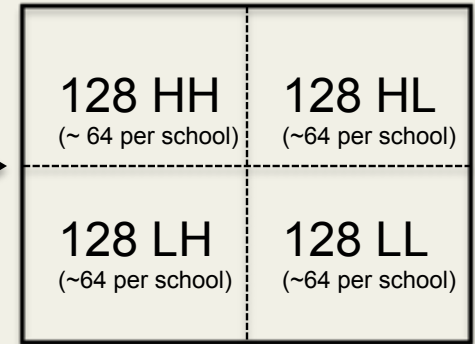 128 HH
(~ 64 per school)
128 HL
(~64 per school)
128 LH
(~64 per school)
128 LL
(~64 per school)